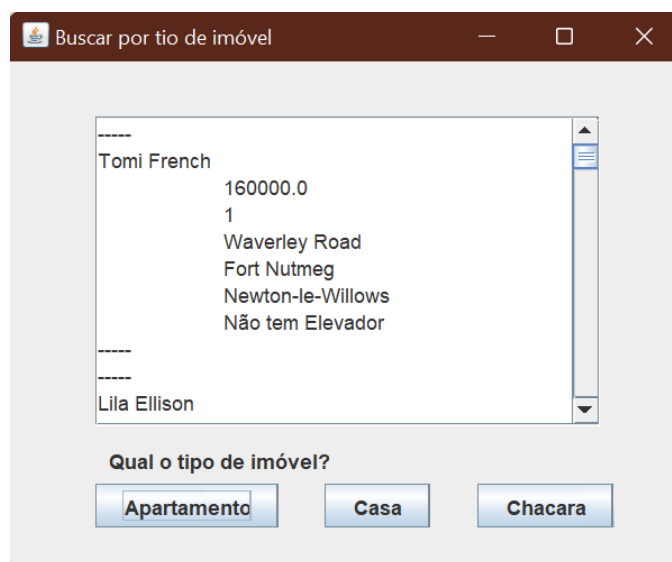 Buscar por tio de imóvel
-----
Tomi French
160000.0
1
Waverley Road
Fort Nutmeg
Newton-le-Willows
Não tem Elevador
-----
-----
Lila Ellison
Qual o tipo de imóvel?
Apartamento Casa Chacara